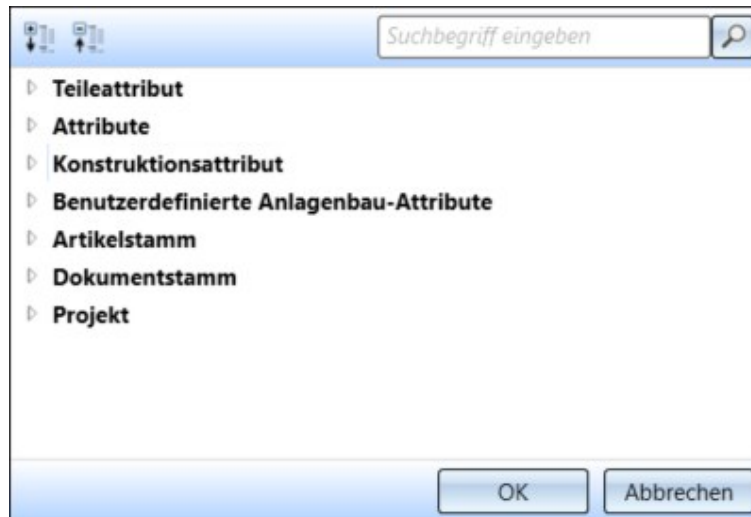 Suchbegriff eingeben
Teileattribut
Attribute
Konstruktionsattribut
Benutzerdefinierte Anlagenbau-Attribute
Artikelstamm
Dokumentstamm
Projekt
OK Abbrechen